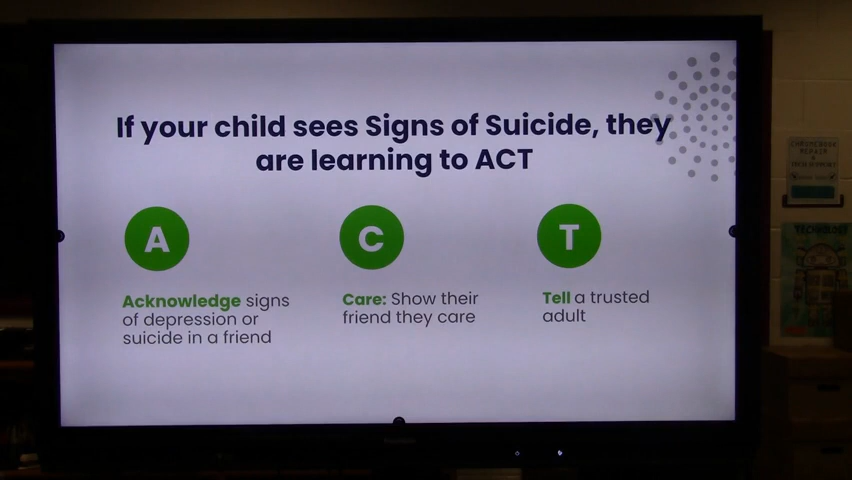 If your child sees Signs of Suicide, they
are learning to ACT
A
C
T
Acknowledge signs
of depression or
suicide in a friend
Care: Show their
friend they care
Tell a trusted
adult
TECHNOLOGY